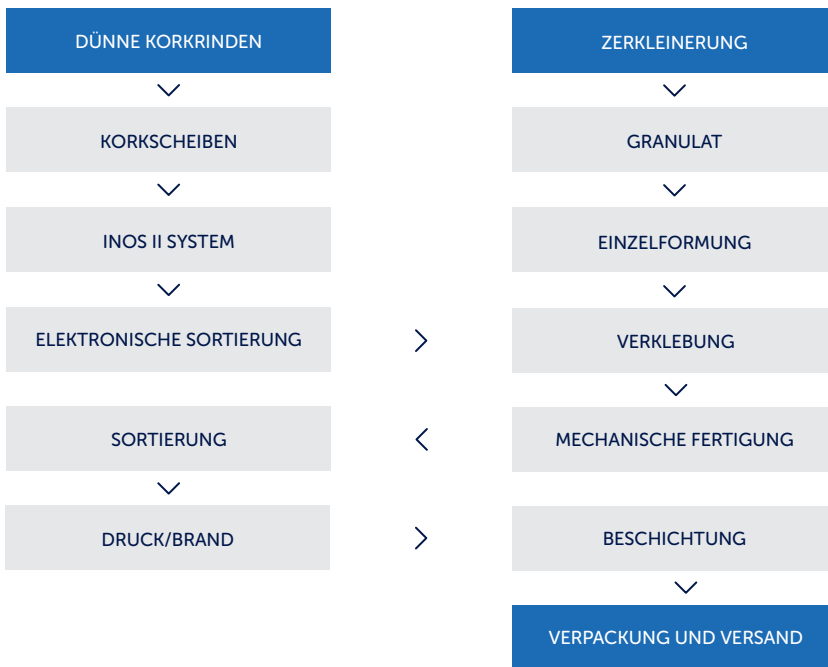 DÜNNE KORKRINDEN
KORKSCHEIBEN
INOS II SYSTEM
ELEKTRONISCHE SORTIERUNG
ZERKLEINERUNG
GRANULAT
EINZELFORMUNG
VERKLEBUNG
MECHANISCHE FERTIGUNG
SORTIERUNG
DRUCK/BRAND
BESCHICHTUNG
VERPACKUNG UND VERSAND